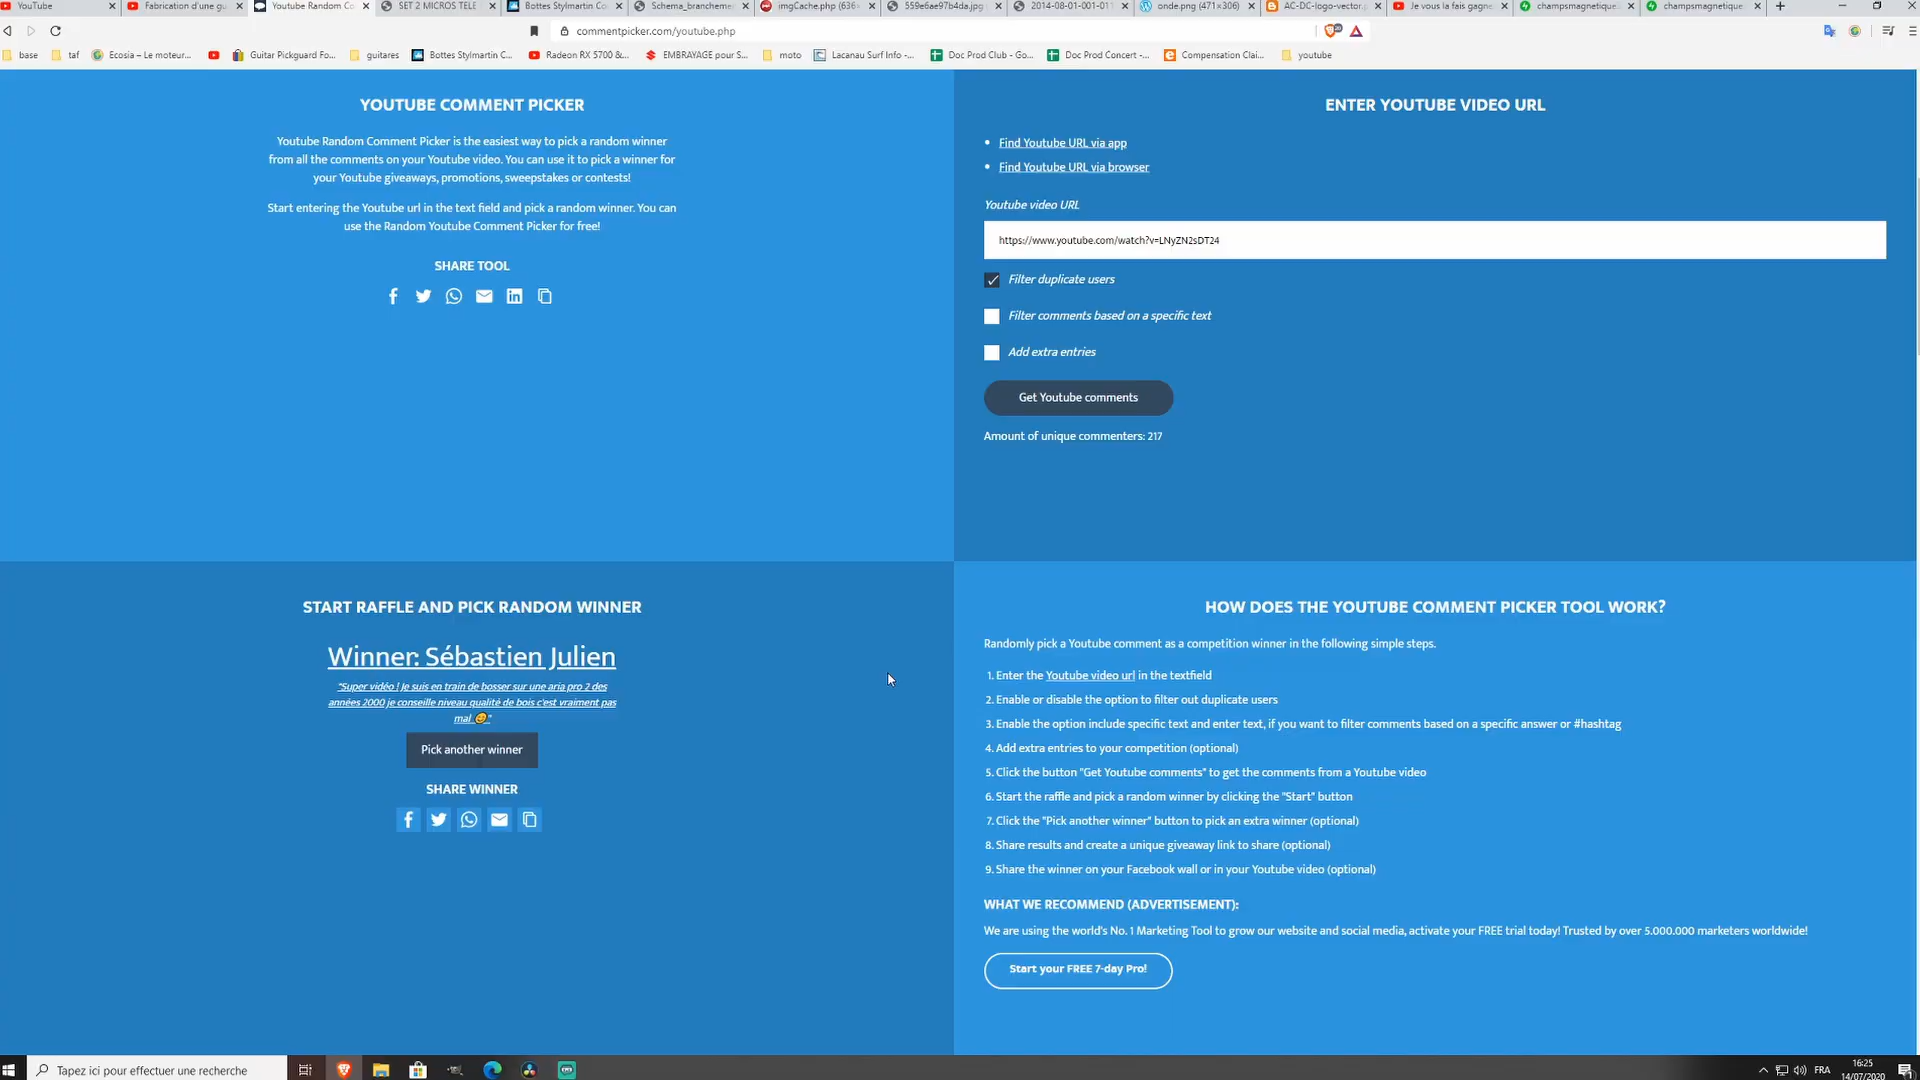 YouTube
Fabrication d'une gu
Youtube Random Co
SET 2 MICROS TELE
Bottes Stylmartin Co
Schema_branchemen
imgCache.php (636×
559e6ae97b4da.jpg
2014-08-01-001-011
onde.png (471×306)
AC-DC-logo-vector.
Je vous la fais gagne
champsmagnetique
champsmagnetique
commentpicker.com/youtube.php
base
taf
Ecosia – Le moteur...
Guitar Pickguard Fo...
guitares
Bottes Stylmartin C...
Radeon RX 5700 &...
EMBRAYAGE pour S...
moto
Lacanau Surf Info -...
Doc Prod Club - Go...
Doc Prod Concert -...
Compensation Clai...
youtube
YOUTUBE COMMENT PICKER
Youtube Random Comment Picker is the easiest way to pick a random winner
from all the comments on your Youtube video. You can use it to pick a winner for
your Youtube giveaways, promotions, sweepstakes or contests!
Start entering the Youtube url in the text field and pick a random winner. You can
use the Random Youtube Comment Picker for free!
SHARE TOOL
ENTER YOUTUBE VIDEO URL
Find Youtube URL via app
Find Youtube URL via browser
Youtube video URL
https://www.youtube.com/watch?v=LNyZN2sDT24
Filter duplicate users
Filter comments based on a specific text
Add extra entries
Get Youtube comments
Amount of unique commenters: 217
START RAFFLE AND PICK RANDOM WINNER
Winner: Sébastien Julien
"Super vidéo ! Je suis en train de bosser sur une aria pro 2 des
années 2000 je conseille niveau qualité de bois c'est vraiment pas
mal 😊"
Pick another winner
SHARE WINNER
HOW DOES THE YOUTUBE COMMENT PICKER TOOL WORK?
Randomly pick a Youtube comment as a competition winner in the following simple steps.
1. Enter the Youtube video url in the textfield
2. Enable or disable the option to filter out duplicate users
3. Enable the option include specific text and enter text, if you want to filter comments based on a specific answer or #hashtag
4. Add extra entries to your competition (optional)
5. Click the button "Get Youtube comments" to get the comments from a Youtube video
6. Start the raffle and pick a random winner by clicking the "Start" button
7. Click the "Pick another winner" button to pick an extra winner (optional)
8. Share results and create a unique giveaway link to share (optional)
9. Share the winner on your Facebook wall or in your Youtube video (optional)
WHAT WE RECOMMEND (ADVERTISEMENT):
We are using the world's No. 1 Marketing Tool to grow our website and social media, activate your FREE trial today! Trusted by over 5.000.000 marketers worldwide!
Start your FREE 7-day Pro!
Tapez ici pour effectuer une recherche
FRA
16:25
14/07/2020